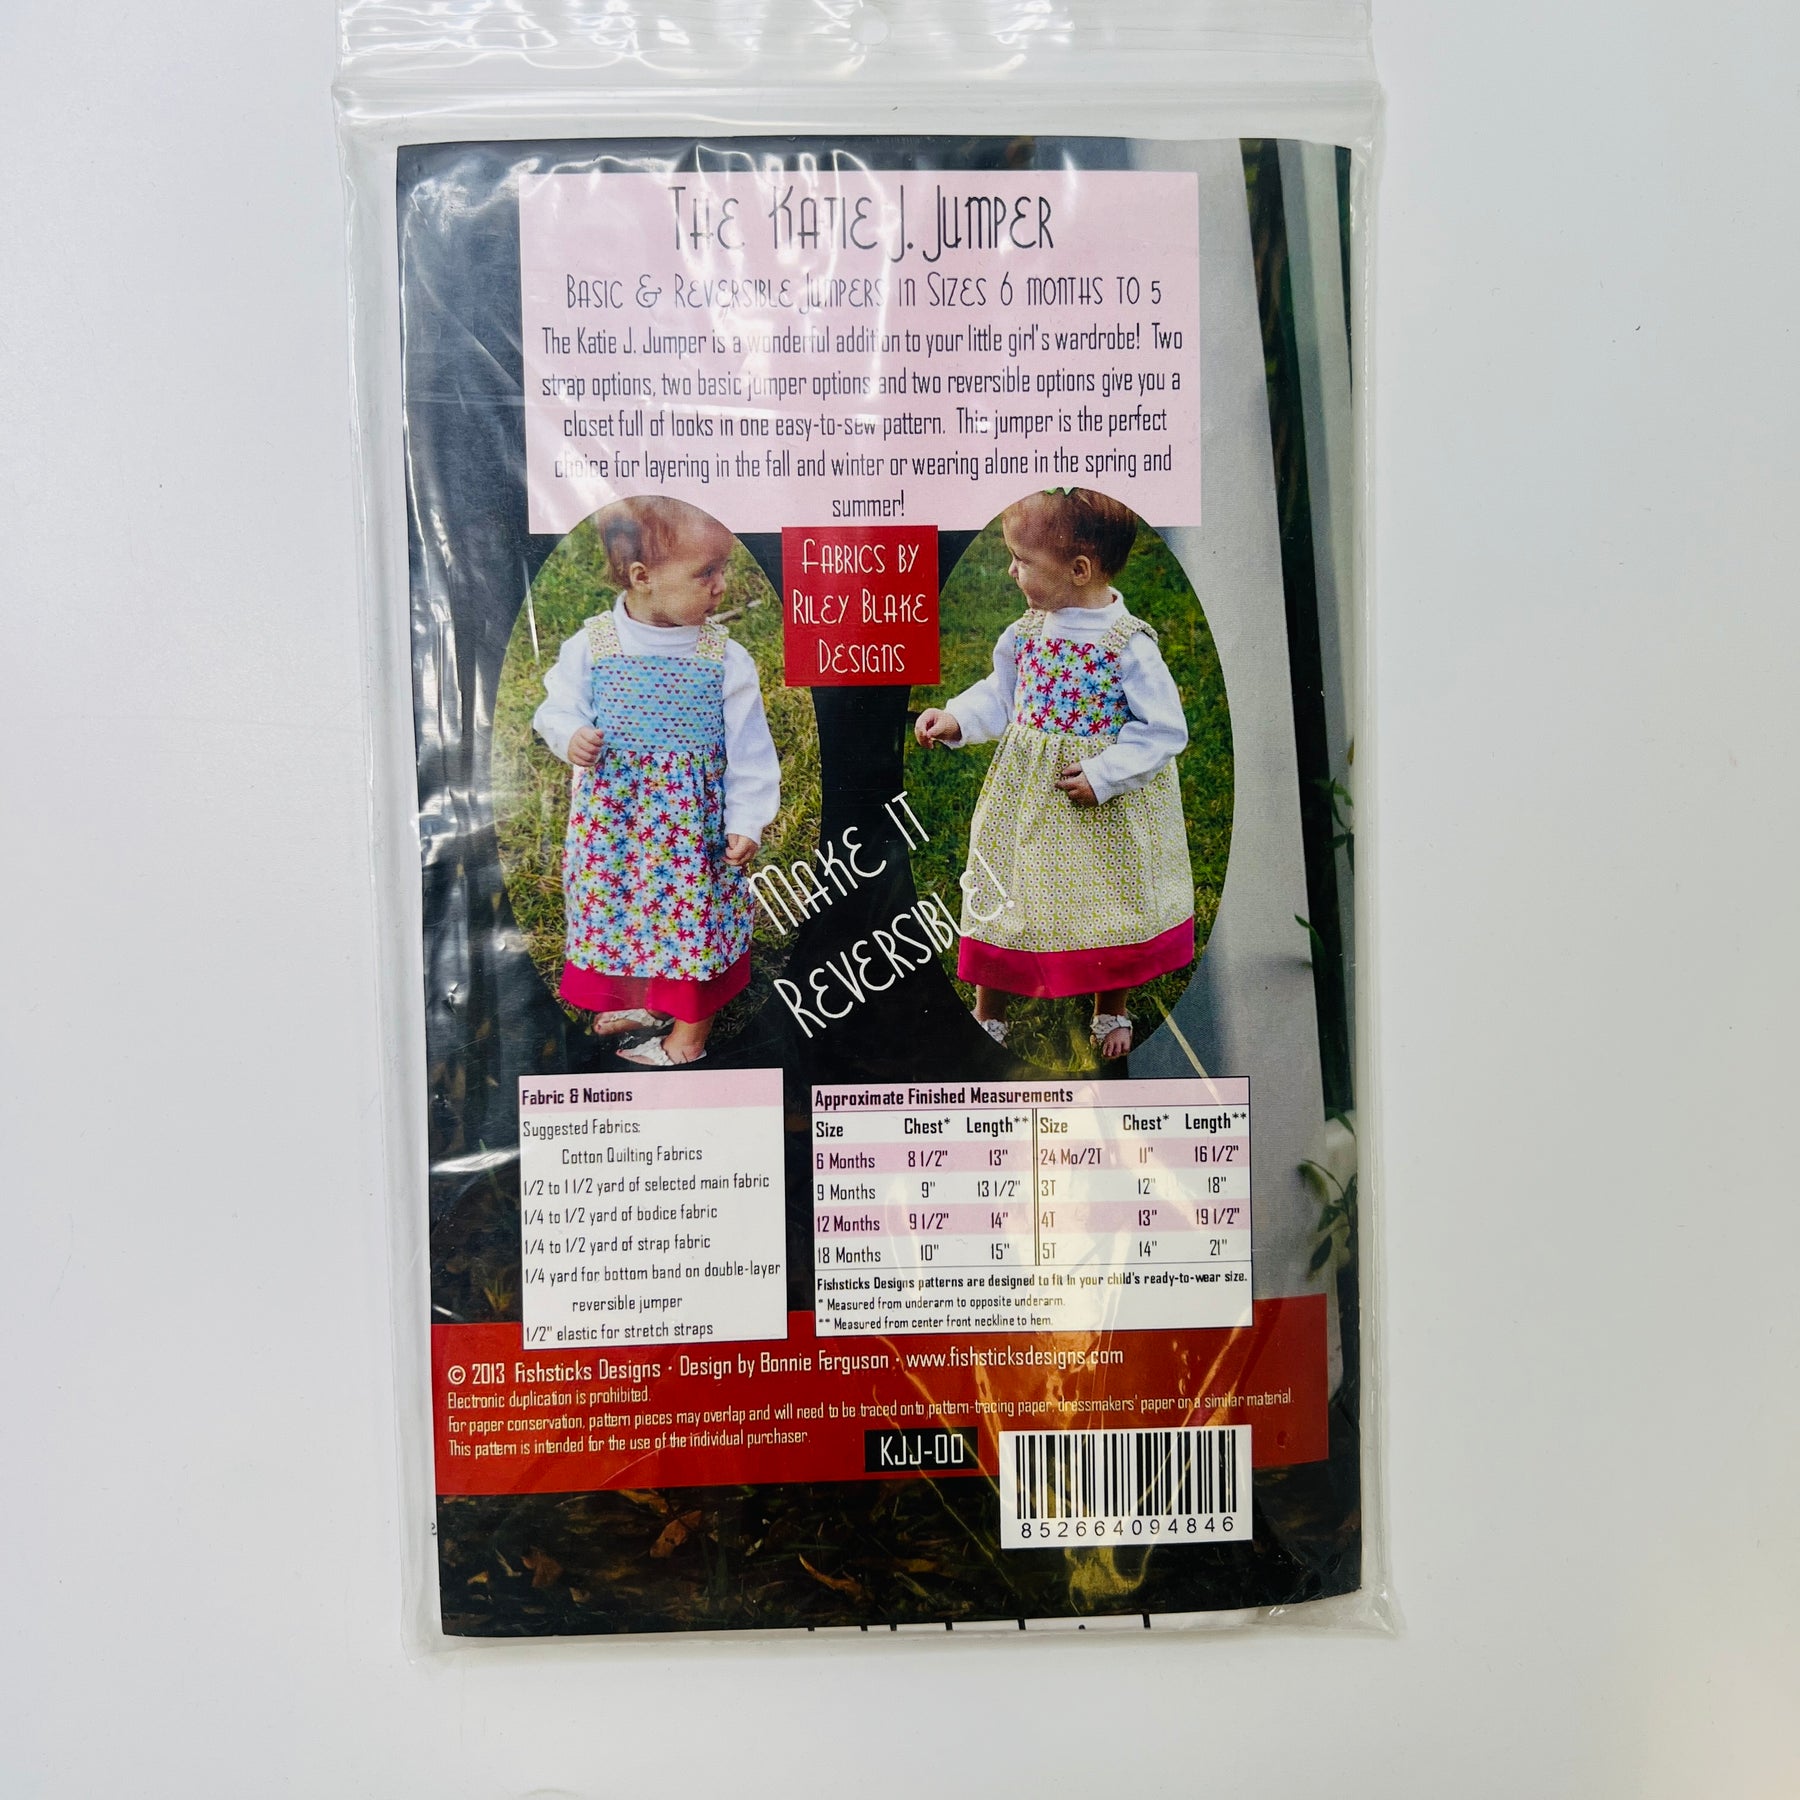 THE KATIE J. JUMPER
BASIC & REVERSIBLE JUMPERS IN SIZES 6 MONTHS TO 5
The Katie J. Jumper is a wonderful addition to your little girl's wardrobe! Two
strap options, two basic jumper options and two reversible options give you a
closet full of looks in one easy-to-sew pattern. This jumper is the perfect
choice for layering in the fall and winter or wearing alone in the spring and
summer!
FABRICS BY
RILEY BLAKE
DESIGNS
MAKE IT
REVERSIBLE!
Fabric & Notions
Suggested Fabrics:
Cotton Quilting Fabrics
1/2 to 1 1/2 yard of selected main fabric
1/4 to 1/2 yard of bodice fabric
1/4 to 1/2 yard of strap fabric
1/4 yard for bottom band on double-layer
reversible jumper
1/2" elastic for stretch straps
Approximate Finished Measurements
Size Chest* Length** Size Chest* Length**
6 Months 8 1/2" 13" 24 Mo/2T 11" 16 1/2"
9 Months 9" 13 1/2" 3T 12" 18"
12 Months 9 1/2" 14" 4T 13" 19 1/2"
18 Months 10" 15" 5T 14" 21"
Fishsticks Designs patterns are designed to fit in your child's ready-to-wear size.
* Measured from underarm to opposite underarm.
** Measured from center front neckline to hem.
© 2013 Fishsticks Designs · Design by Bonnie Ferguson · www.fishsticksdesigns.com
Electronic duplication is prohibited.
For paper conservation, pattern pieces may overlap and will need to be traced onto pattern-tracing paper, dressmakers' paper or a similar material.
This pattern is intended for the use of the individual purchaser.
KJJ-00
852664094846